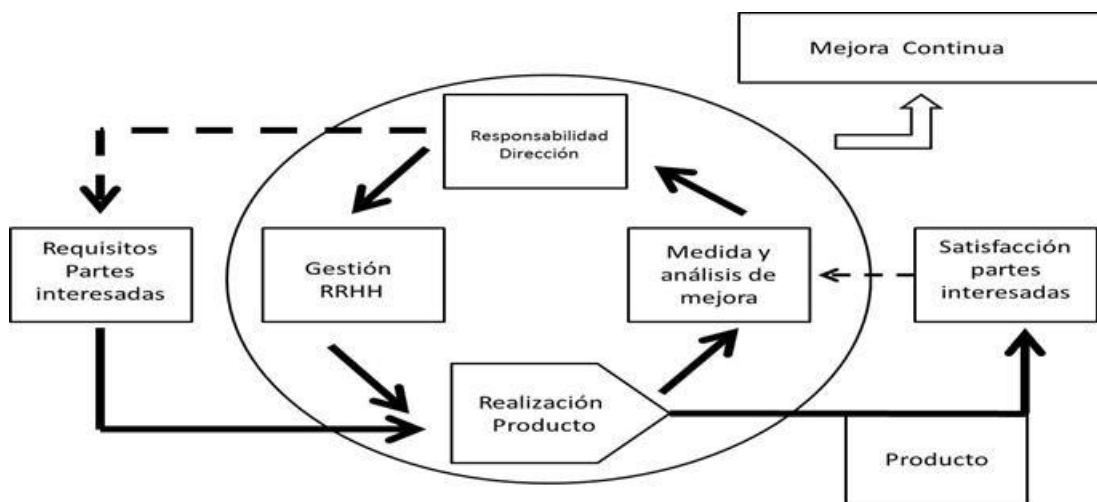 Mejora Continua
Responsabilidad
Dirección
Requisitos
Partes
interesadas
Gestión
RRHH
Medida y
análisis de
mejora
Satisfacción
partes
interesadas
Realización
Producto
Producto